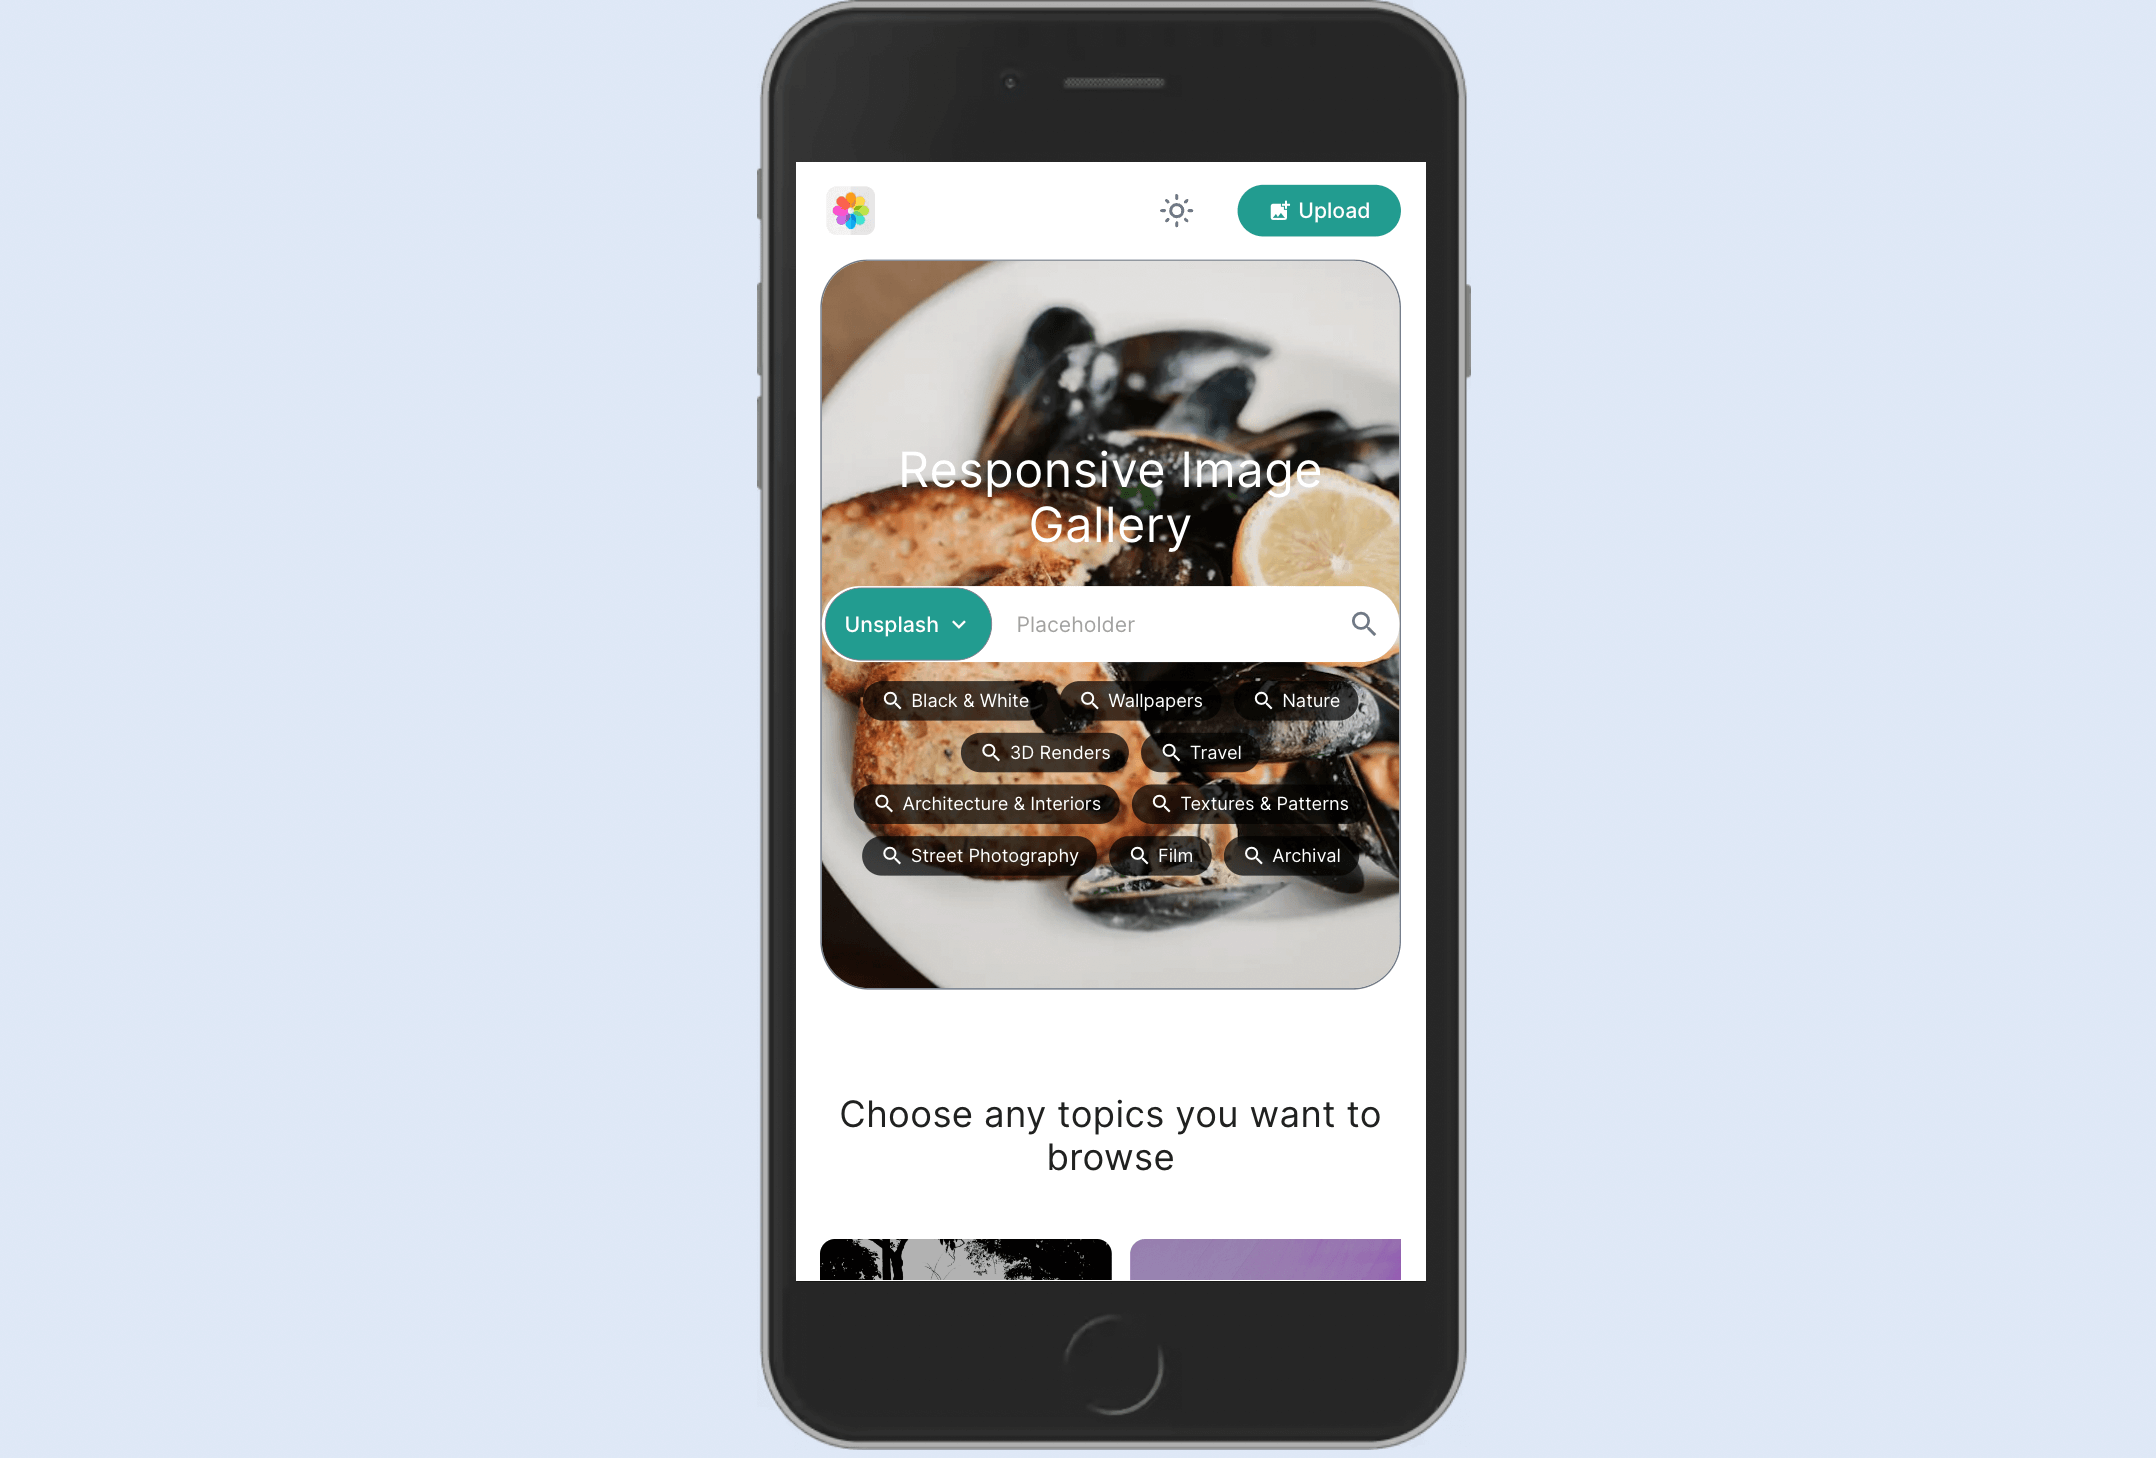 Upload
Responsive Image
Gallery
Unsplash
Placeholder
Black & White
Wallpapers
Nature
3D Renders
Travel
Architecture & Interiors
Textures & Patterns
Street Photography
Film
Archival
Choose any topics you want to
browse